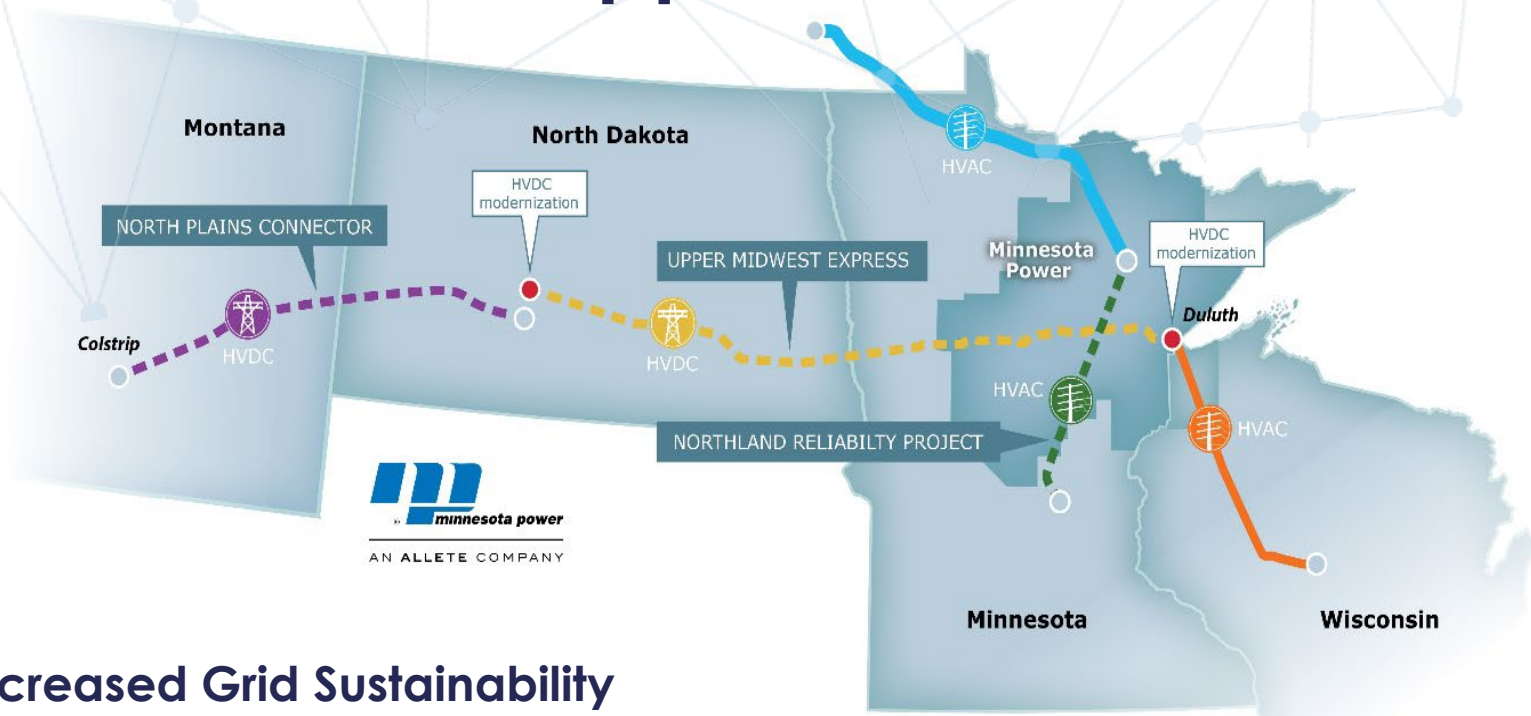 Montana
North Dakota
HVAC
HVDC
modernization
NORTH PLAINS CONNECTOR
HVDC
modernization
UPPER MIDWEST EXPRESS
Minnesota
Power
Colstrip
Duluth
HVDC
HVDC
HVAC
HVAC
NORTHLAND RELIABILTY PROJECT
minnesota power
AN ALLETE COMPANY
Minnesota
Wisconsin
creased Grid Sustainability